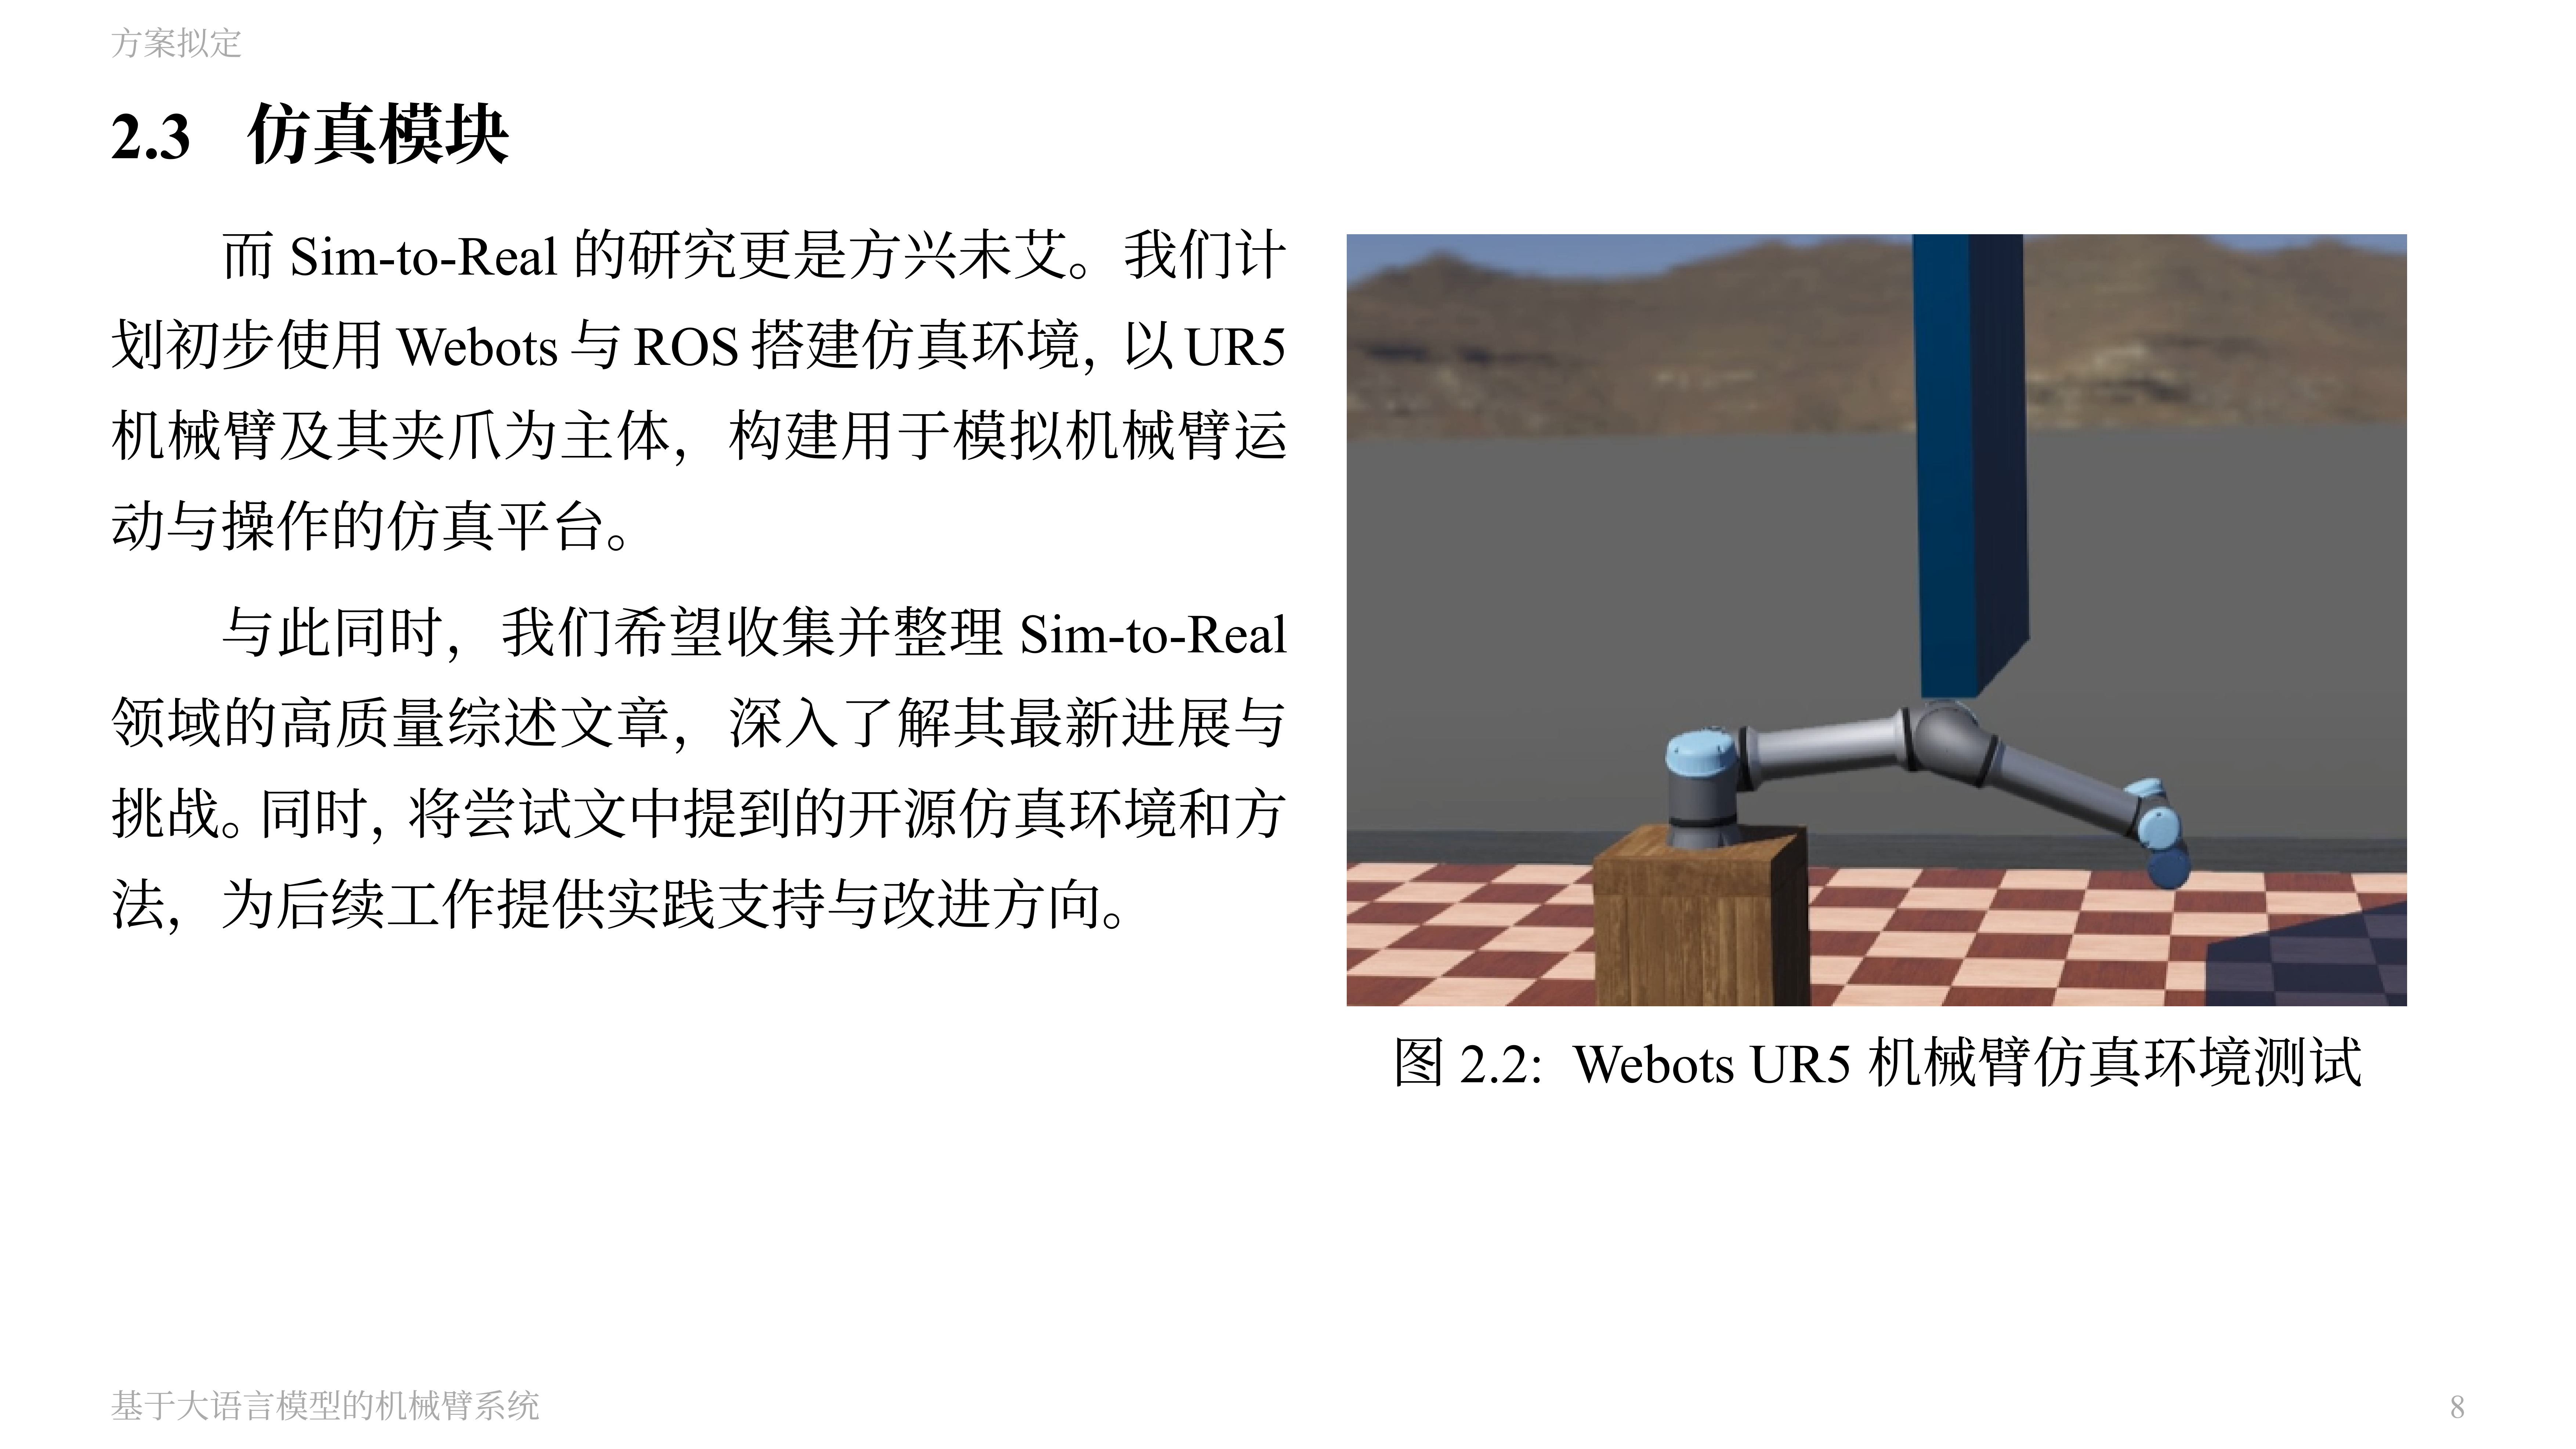 方案拟定
2.3 仿真模块
而 Sim-to-Real 的研究更是方兴未艾。我们计
划初步使用 Webots 与 ROS 搭建仿真环境，以 UR5
机械臂及其夹爪为主体，构建用于模拟机械臂运
动与操作的仿真平台。
与此同时，我们希望收集并整理 Sim-to-Real
领域的高质量综述文章，深入了解其最新进展与
挑战。同时，将尝试文中提到的开源仿真环境和方
法，为后续工作提供实践支持与改进方向。
图 2.2: Webots UR5 机械臂仿真环境测试
基于大语言模型的机械臂系统
8